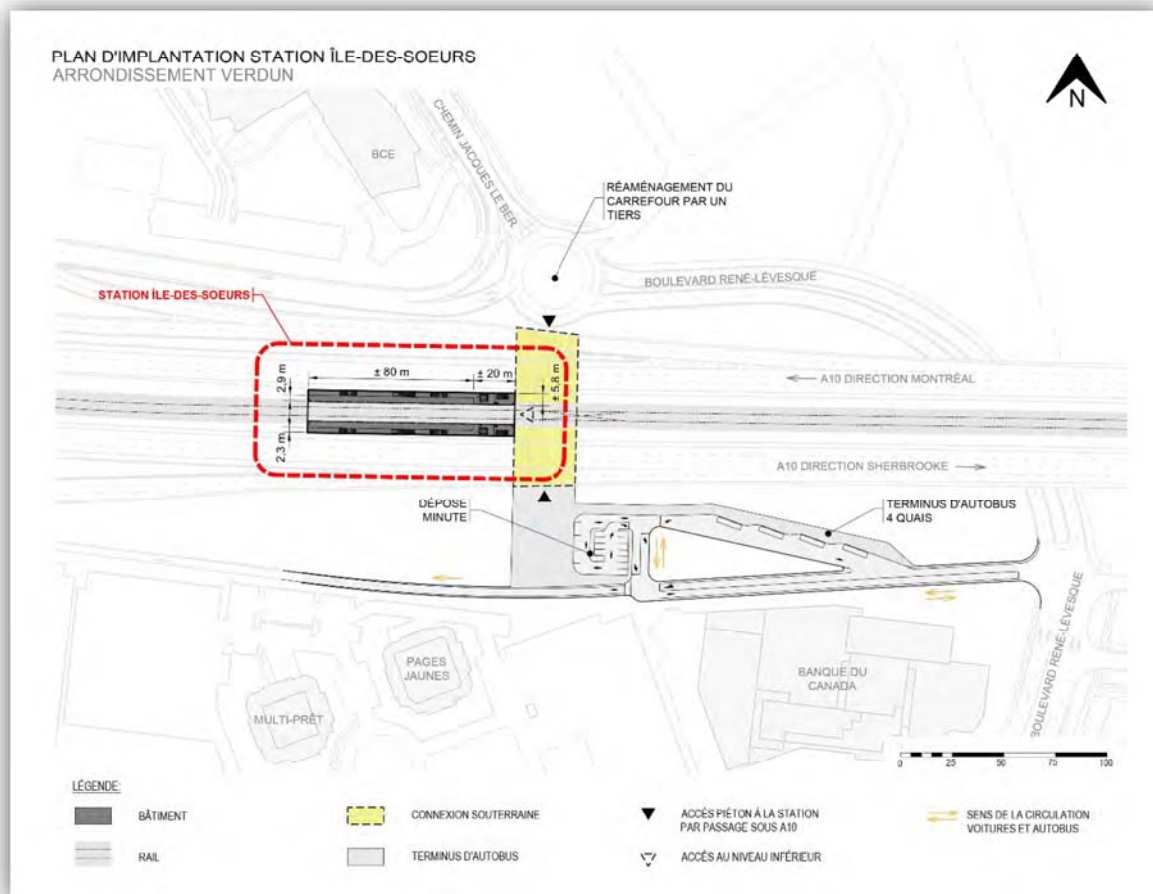 PLAN D'IMPLANTATION STATION ÎLE-DES-SOEURS
ARRONDISSEMENT VERDUN
N
CHEMIN JACQUES LE BER
BCE
RÉAMÉNAGEMENT DU
CARREFOUR PAR UN
TIERS
BOULEVARD RENÉ-LÉVESQUE
STATION ÎLE-DES-SOEURS
± 80 m
± 20 m
± 5,8 m
2,9 m
2,3 m
A10 DIRECTION MONTRÉAL
A10 DIRECTION SHERBROOKE
DÉPOSE
MINUTE
TERMINUS D'AUTOBUS
4 QUAIS
PAGES
JAUNES
MULTI-PRÊT
BANQUE DU
CANADA
BOULEVARD RENÉ-LÉVESQUE
0 25 50 75 100
LÉGENDE:
BÂTIMENT
CONNEXION SOUTERRAINE
ACCÈS PIÉTON À LA STATION
PAR PASSAGE SOUS A10
SENS DE LA CIRCULATION
VOITURES ET AUTOBUS
RAIL
TERMINUS D'AUTOBUS
ACCÈS AU NIVEAU INFÉRIEUR